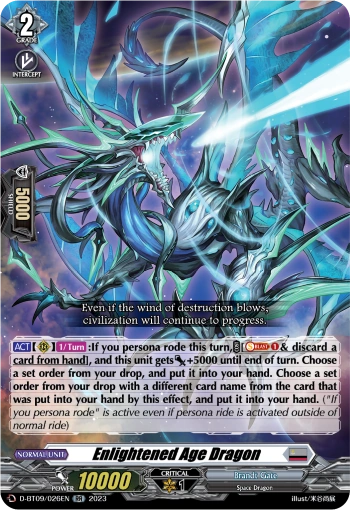 2
GRADE
INTERCEPT
5000
SHIELD
Even if the wind of destruction blows,
civilization will continue to progress.
ACT 1/Turn :If you persona rode this turn, BLAST 1 & discard a
card from hand], and this unit gets +5000 until end of turn. Choose
a set order from your drop, and put it into your hand. Choose a set
order from your drop with a different card name from the card that
was put into your hand by this effect, and put it into your hand. ("If
you persona rode" is active even if persona ride is activated outside of
normal ride)
NORMAL UNIT
Enlightened Age Dragon
POWER 10000
CRITICAL
1
Brandt Gate
Space Dragon
D-BT09/026EN RR 2023
illust/米谷尚展